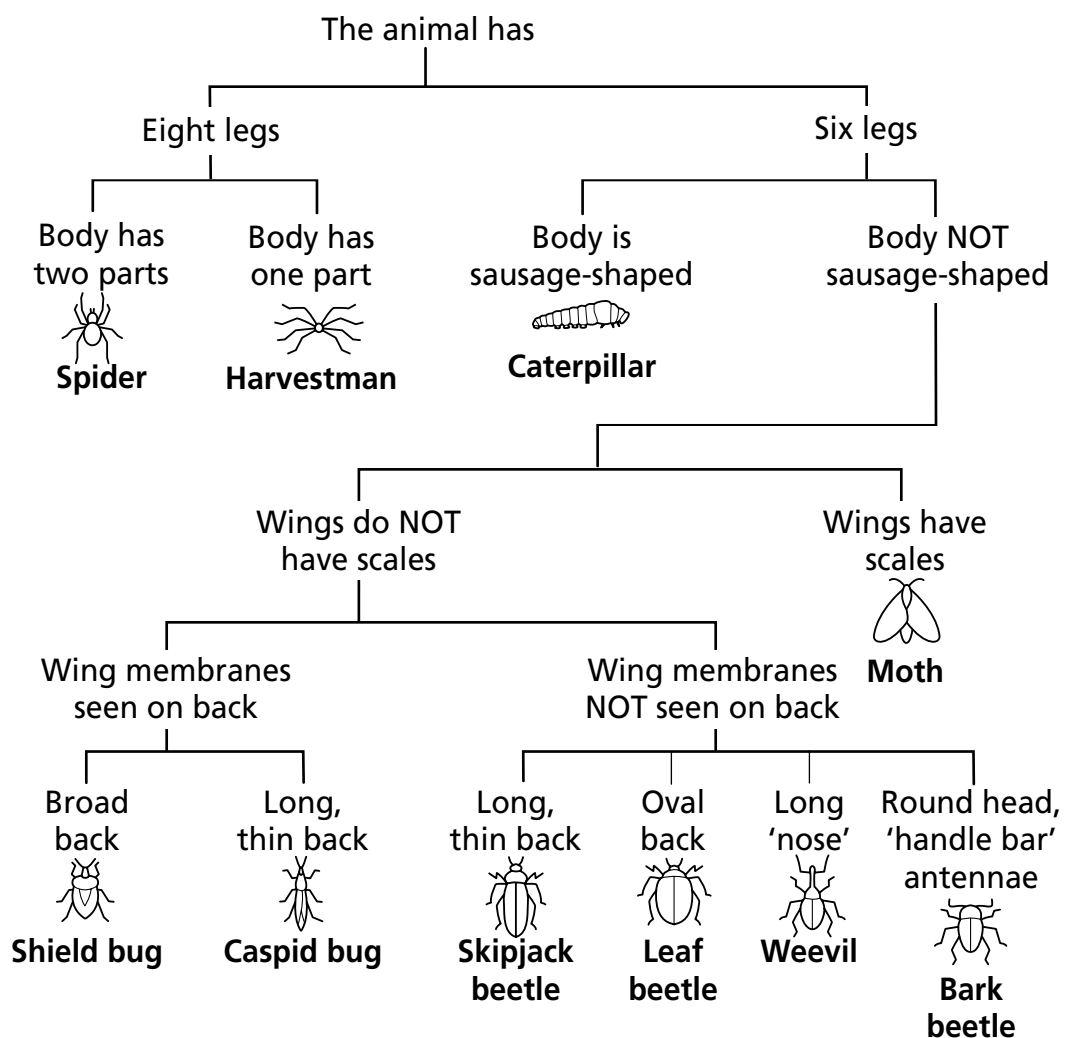 The animal has
Eight legs
Six legs
Body has
two parts
Spider
Body has
one part
Harvestman
Body is
sausage-shaped
Caterpillar
Body NOT
sausage-shaped
Wings do NOT
have scales
Wings have
scales
Moth
Wing membranes
seen on back
Wing membranes
NOT seen on back
Broad
back
Shield bug
Long,
thin back
Caspid bug
Long,
thin back
Skipjack
beetle
Oval
back
Leaf
beetle
Long
‘nose’
Weevil
Round head,
‘handle bar’
antennae
Bark
beetle